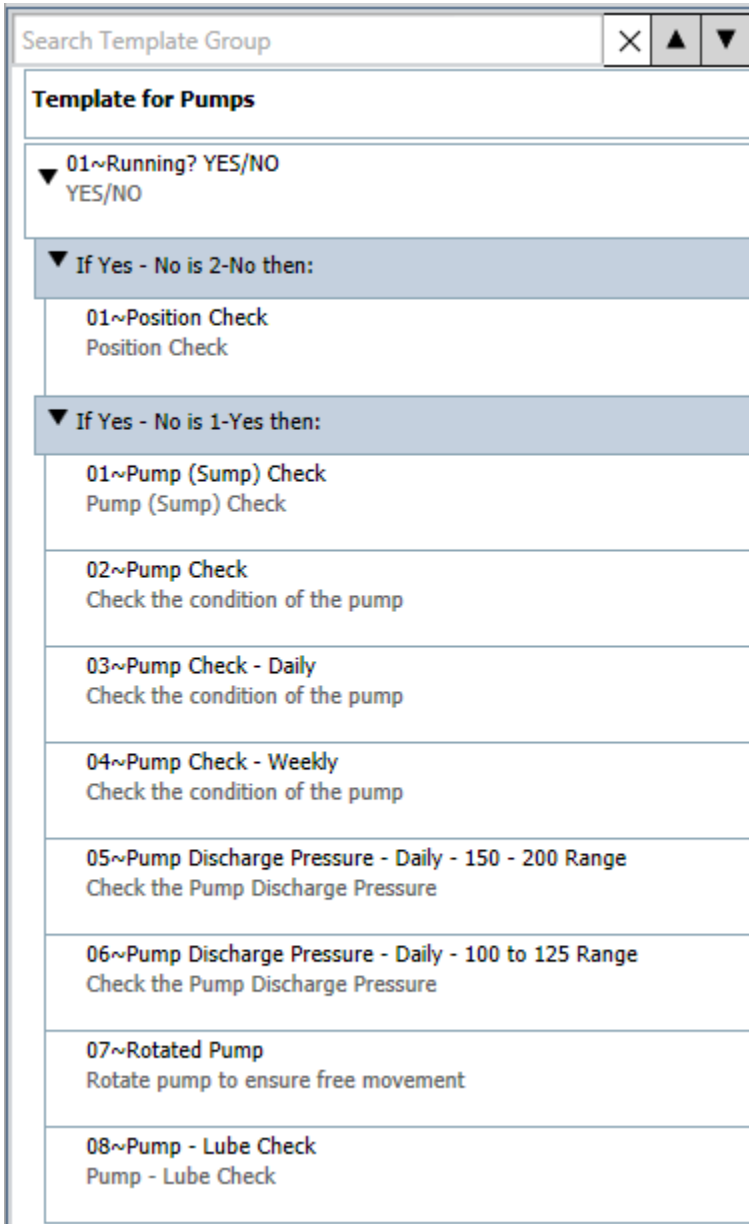 Search Template Group
Template for Pumps
01~Running? YES/NO
YES/NO
If Yes - No is 2-No then:
01~Position Check
Position Check
If Yes - No is 1-Yes then:
01~Pump (Sump) Check
Pump (Sump) Check
02~Pump Check
Check the condition of the pump
03~Pump Check - Daily
Check the condition of the pump
04~Pump Check - Weekly
Check the condition of the pump
05~Pump Discharge Pressure - Daily - 150 - 200 Range
Check the Pump Discharge Pressure
06~Pump Discharge Pressure - Daily - 100 to 125 Range
Check the Pump Discharge Pressure
07~Rotated Pump
Rotate pump to ensure free movement
08~Pump - Lube Check
Pump - Lube Check